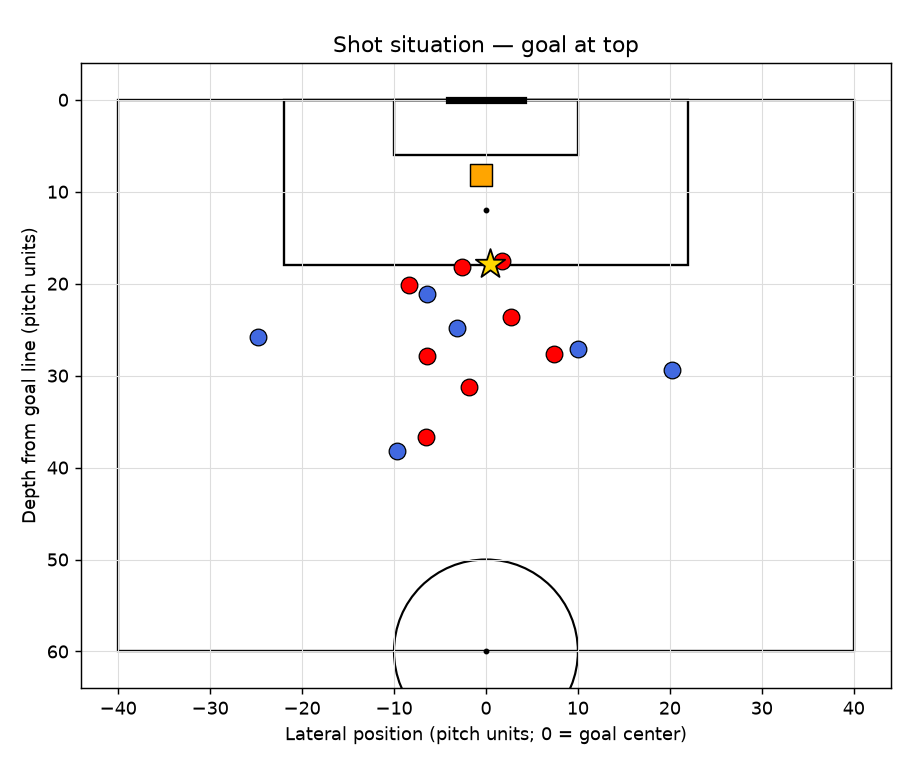 Shot situation — goal at top
Depth from goal line (pitch units)
0
10
20
30
40
50
60
−40 −30 −20 −10 0 10 20 30 40
Lateral position (pitch units; 0 = goal center)